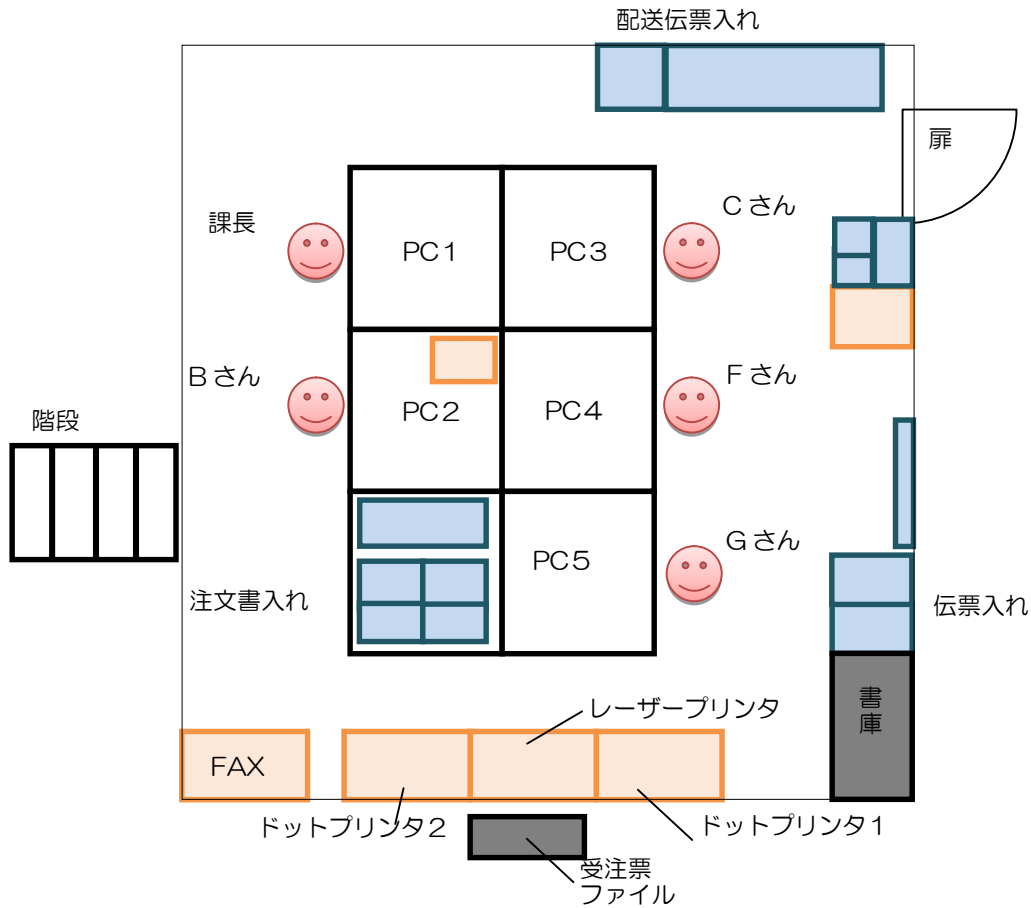 配送伝票入れ
扉
Cさん
課長
PC1
PC3
Bさん
Fさん
PC2
PC4
階段
Gさん
PC5
注文書入れ
伝票入れ
書庫
レーザープリンタ
FAX
ドットプリンタ2
ドットプリンタ1
受注票
ファイル